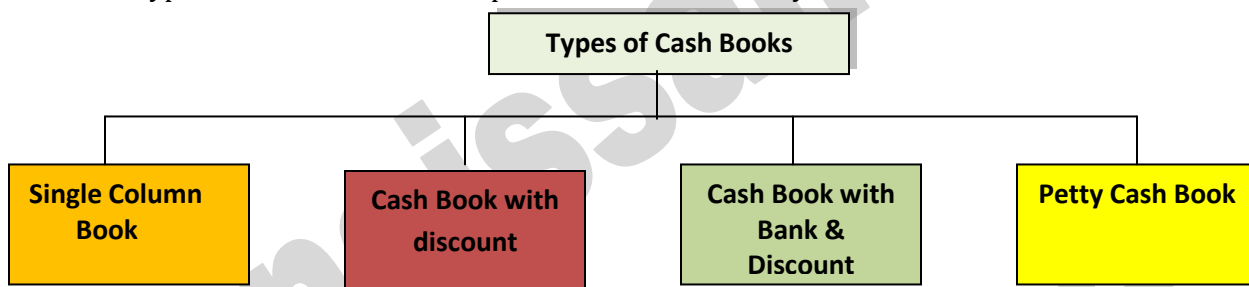 Types of Cash Books
Single Column
Book
Cash Book with
discount
Cash Book with
Bank &
Discount
Petty Cash Book